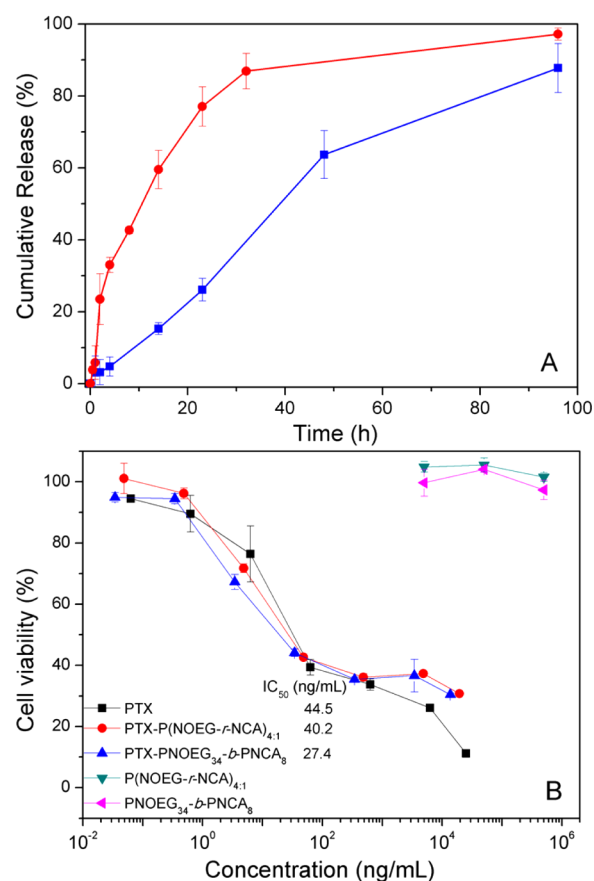 100
80
60
40
20
0
Cumulative Release (%)
A
0 20 40 60 80 100
Time (h)
100
80
60
40
20
0
Cell viability (%)
IC50 (ng/mL)
PTX 44.5
PTX-P(NOEG-r-NCA)4:1 40.2
PTX-PNOEG34-b-PNCA8 27.4
P(NOEG-r-NCA)4:1
PNOEG34-b-PNCA8
B
10-2 100 102 104 106
Concentration (ng/mL)